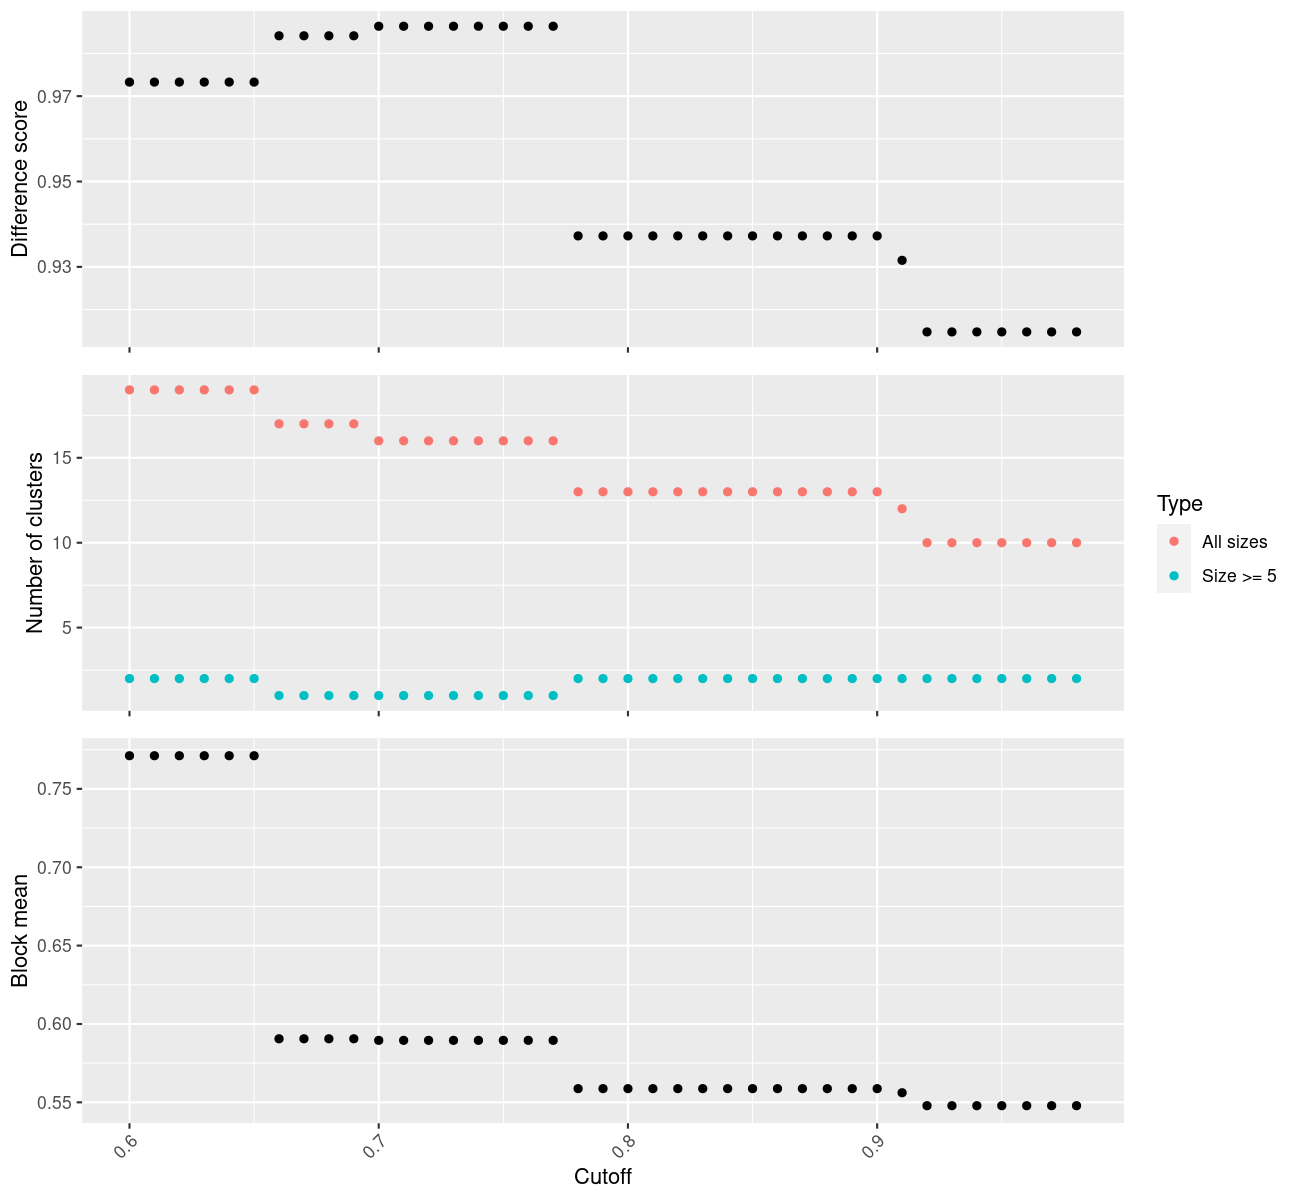 Difference score
0.97
0.95
0.93
Number of clusters
15
10
5
Type
All sizes
Size >= 5
Block mean
0.75
0.70
0.65
0.60
0.55
0.6 0.7 0.8 0.9
Cutoff